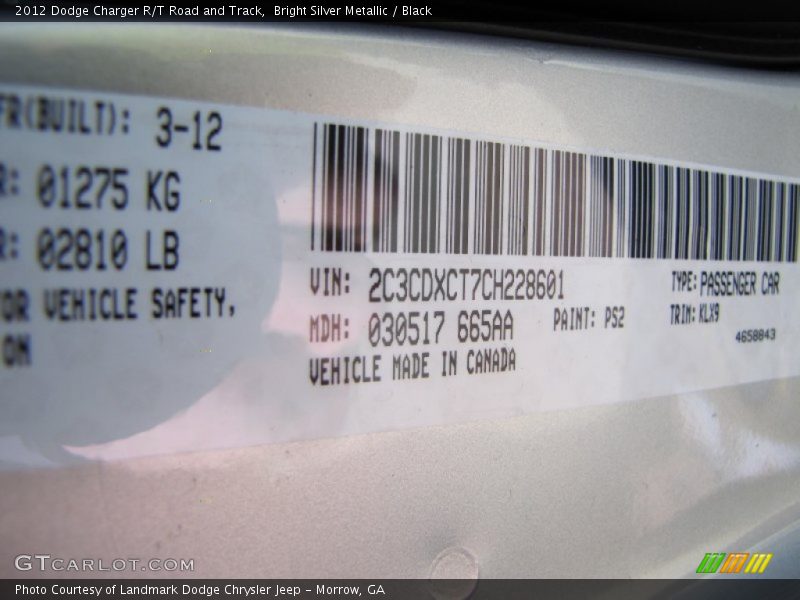 2012 Dodge Charger R/T Road and Track, Bright Silver Metallic / Black
FR(BUILT): 3-12
R: 01275 KG
R: 02810 LB
OR VEHICLE SAFETY,
ON
VIN: 2C3CDXCT7CH228601
TYPE: PASSENGER CAR
MDH: 030517 665AA
PAINT: PS2
TRIM: KLX9
VEHICLE MADE IN CANADA
4658843
GTCARLOT.COM
Photo Courtesy of Landmark Dodge Chrysler Jeep - Morrow, GA